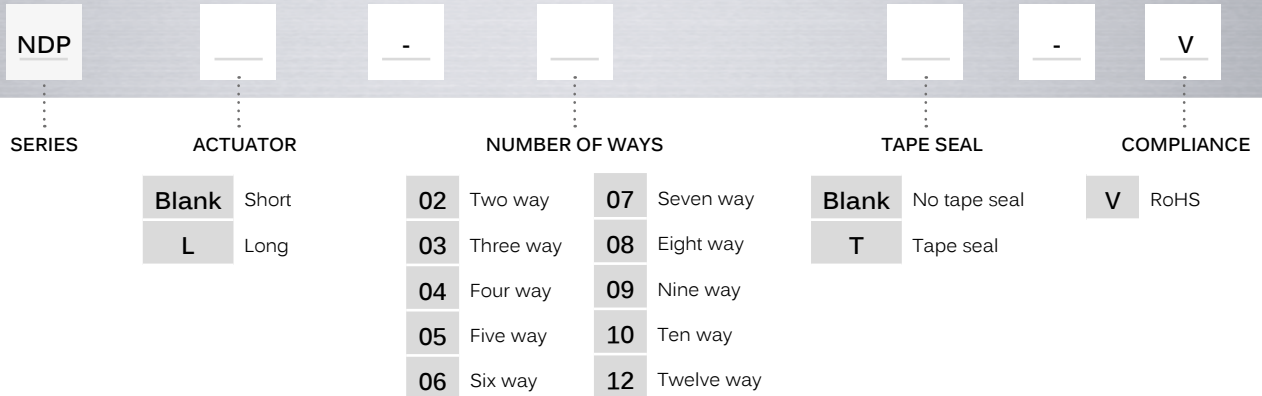 NDP - - V
SERIES ACTUATOR NUMBER OF WAYS TAPE SEAL COMPLIANCE
Blank Short 02 Two way 07 Seven way Blank No tape seal V RoHS
L Long 03 Three way 08 Eight way T Tape seal
04 Four way 09 Nine way
05 Five way 10 Ten way
06 Six way 12 Twelve way